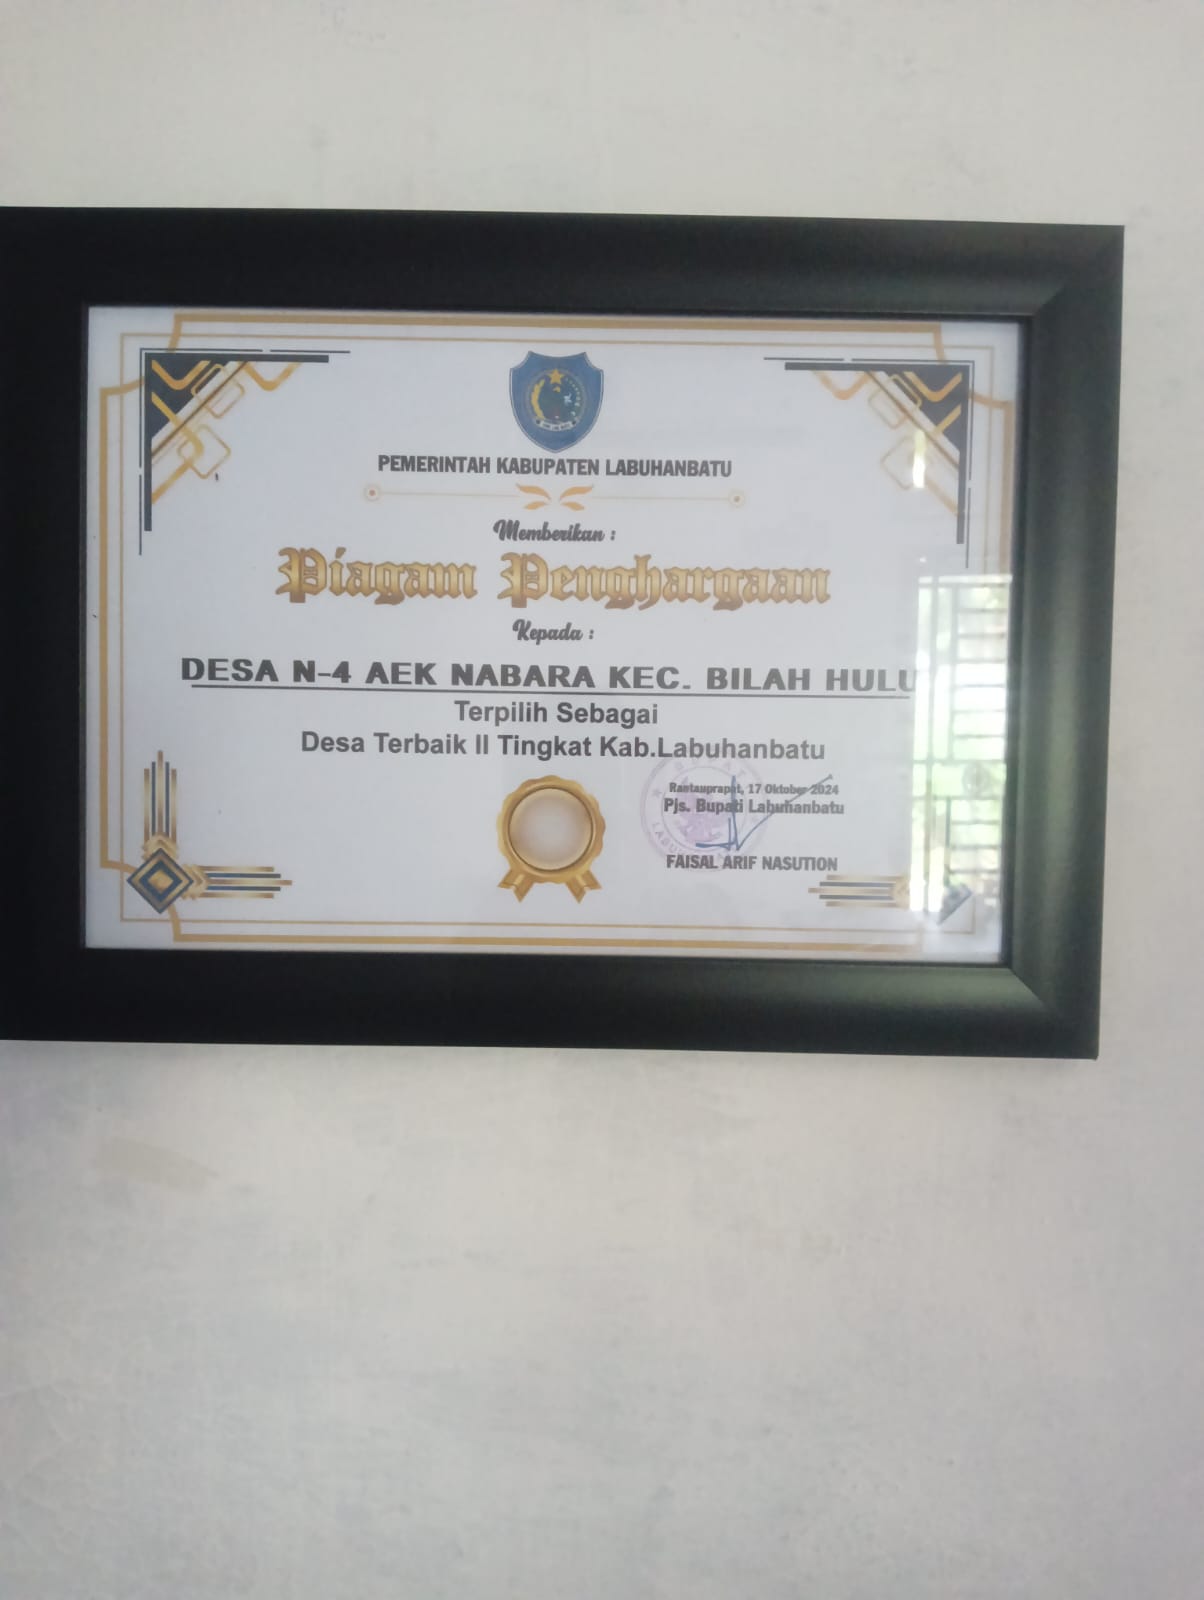 PEMERINTAH KABUPATEN LABUHANBATU
Memberikan :
Piagam Penghargaan
Kepada :
DESA N-4 AEK NABARA KEC. BILAH HULU
Terpilih Sebagai
Desa Terbaik II Tingkat Kab.Labuhanbatu
Rantauprapat, 17 Oktober 2024
Pjs. Bupati Labuhanbatu
FAISAL ARIF NASUTION